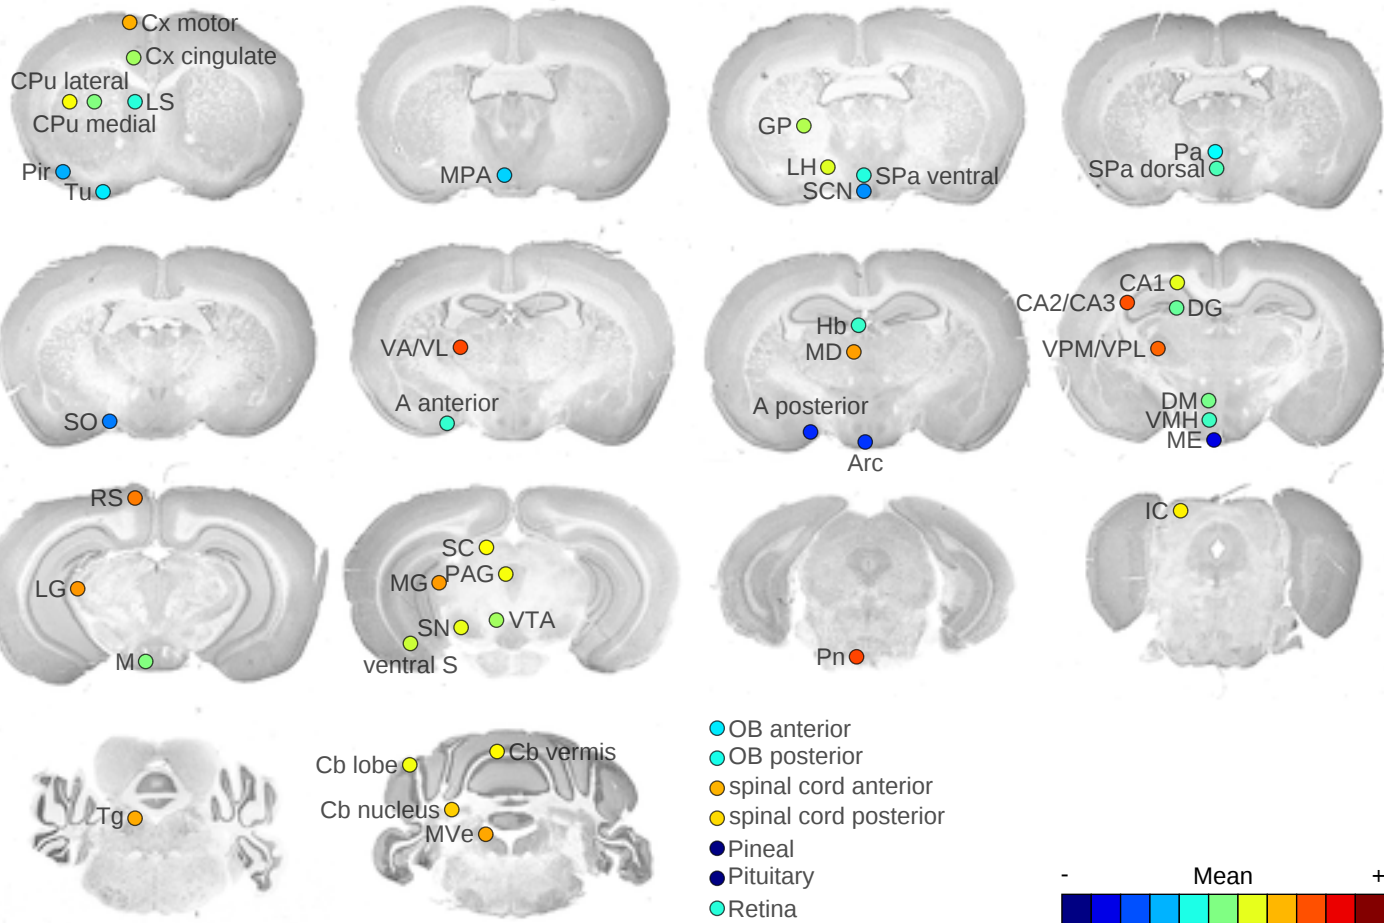 Cx motor
Cx cingulate
CPu lateral
LS
CPu medial
Pir
Tu
MPA
GP
LH
SPa ventral
SCN
Pa
SPa dorsal
SO
VA/VL
A anterior
Hb
MD
A posterior
Arc
CA1
CA2/CA3
DG
VPM/VPL
DM
VMH
ME
RS
LG
M
SC
MG
PAG
SN
VTA
ventral S
Pn
IC
Tg
Cb lobe
Cb vermis
Cb nucleus
MVe
OB anterior
OB posterior
spinal cord anterior
spinal cord posterior
Pineal
Pituitary
Retina
- Mean +